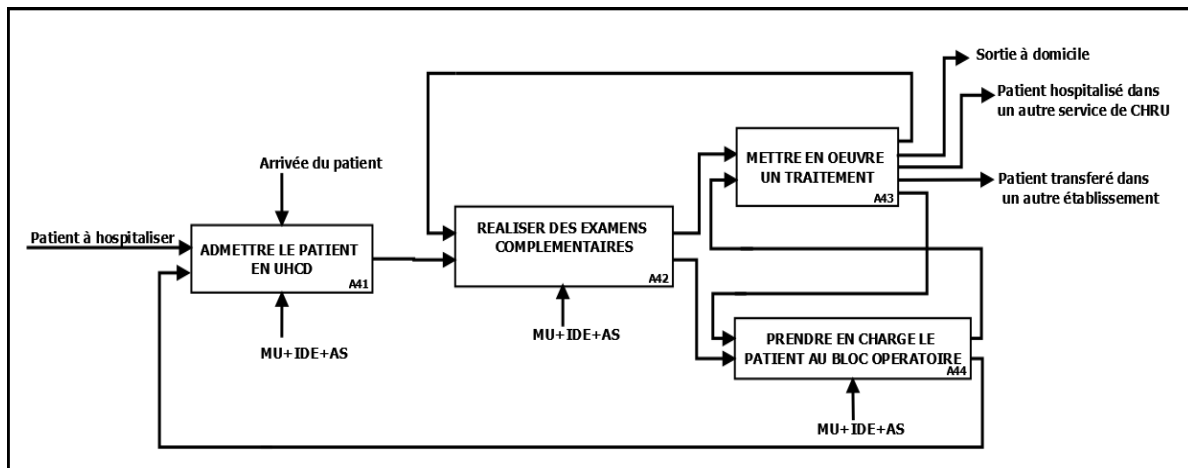 Sortie à domicile
Patient hospitalisé dans
un autre service de CHRU
Patient transferé dans
un autre établissement
METTRE EN OEUVRE
UN TRAITEMENT
A43
Arrivée du patient
Patient à hospitaliser
ADMETTRE LE PATIENT
EN UHCD
A41
MU+IDE+AS
REALISER DES EXAMENS
COMPLEMENTAIRES
A42
MU+IDE+AS
PRENDRE EN CHARGE LE
PATIENT AU BLOC OPERATOIRE
A44
MU+IDE+AS